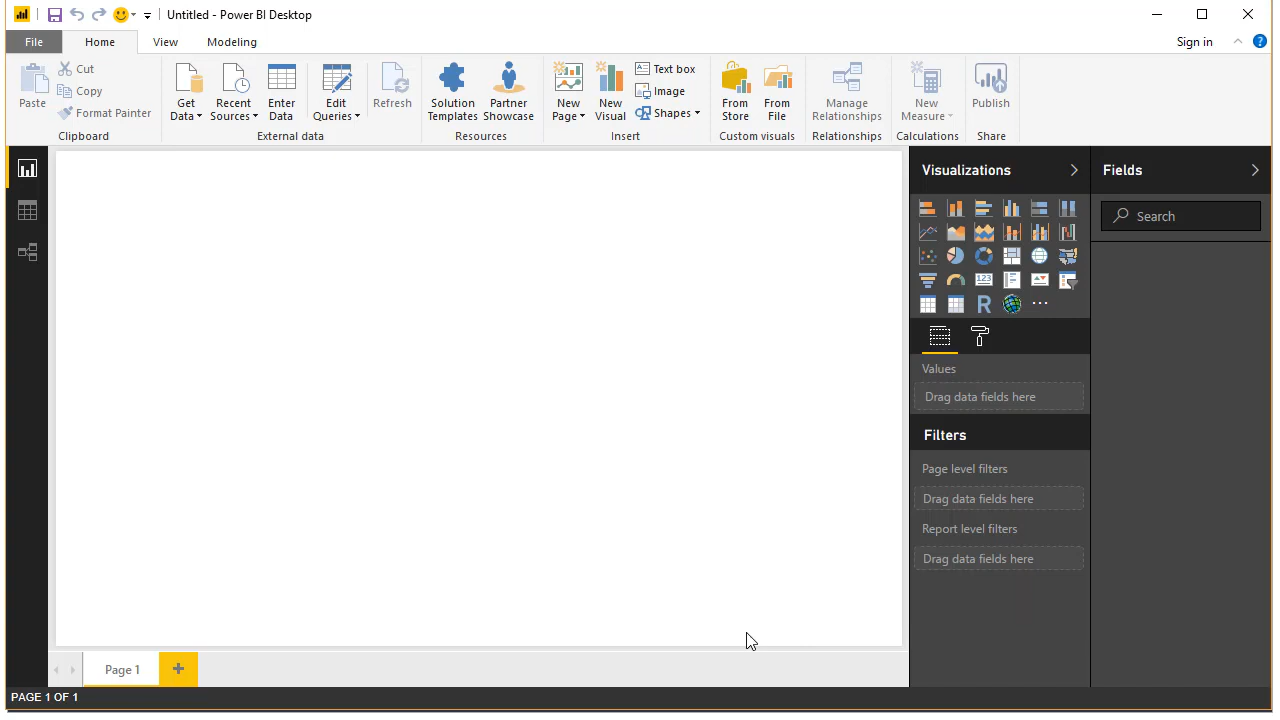 Untitled - Power BI Desktop
File Home View Modeling Sign in ?
Paste Cut Copy Format Painter
Clipboard
Get Data Recent Sources Enter Data Edit Queries Refresh
External data
Solution Templates Partner Showcase
Resources
New Page New Visual Text box Image Shapes
Insert
From Store From File
Custom visuals
Manage Relationships
Relationships
New Measure
Calculations
Publish
Share
Visualizations
123
R
Values
Drag data fields here
Filters
Page level filters
Drag data fields here
Report level filters
Drag data fields here
Fields
Search
Page 1 +
PAGE 1 OF 1